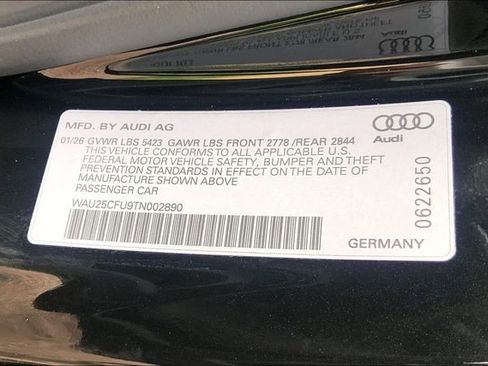 MFD. BY AUDI AG
01/26 GVWR LBS 5423 GAWR LBS FRONT 2778 /REAR 2844
THIS VEHICLE CONFORMS TO ALL APPLICABLE U.S.
FEDERAL MOTOR VEHICLE SAFETY, BUMPER AND THEFT
PREVENTION STANDARDS IN EFFECT ON THE DATE OF
MANUFACTURE SHOWN ABOVE
PASSENGER CAR
WAU25CFU9TN002890
Audi
0622650
GERMANY